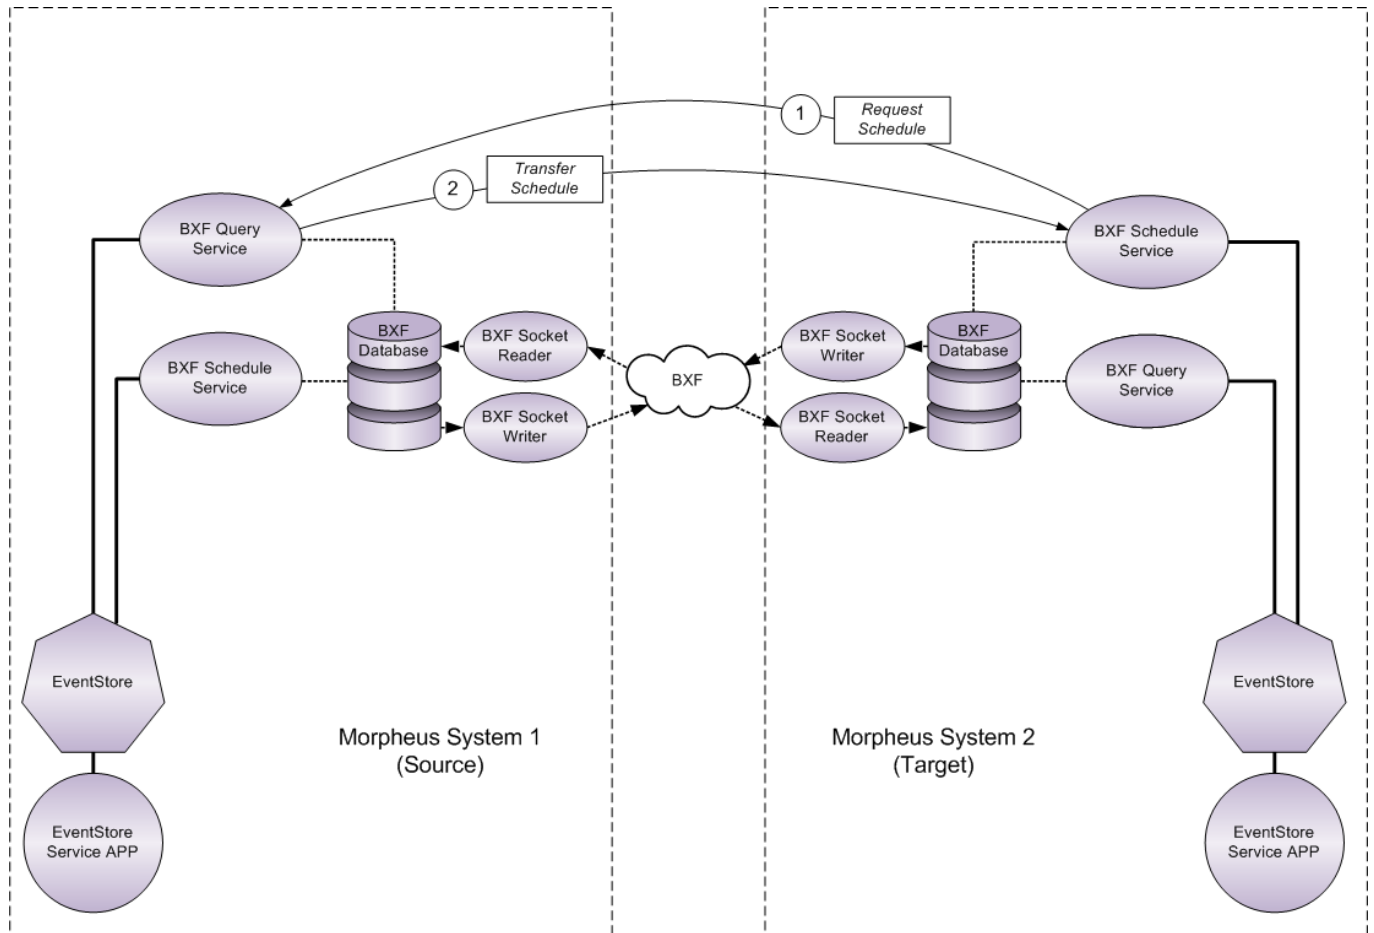 1
Request
Schedule
2
Transfer
Schedule
BXF Query
Service
BXF Schedule
Service
BXF
Database
BXF Socket
Reader
BXF Socket
Writer
BXF
Database
BXF Schedule
Service
BXF
BXF Query
Service
BXF Socket
Writer
BXF Socket
Reader
EventStore
EventStore
Morpheus System 1
(Source)
Morpheus System 2
(Target)
EventStore
Service APP
EventStore
Service APP